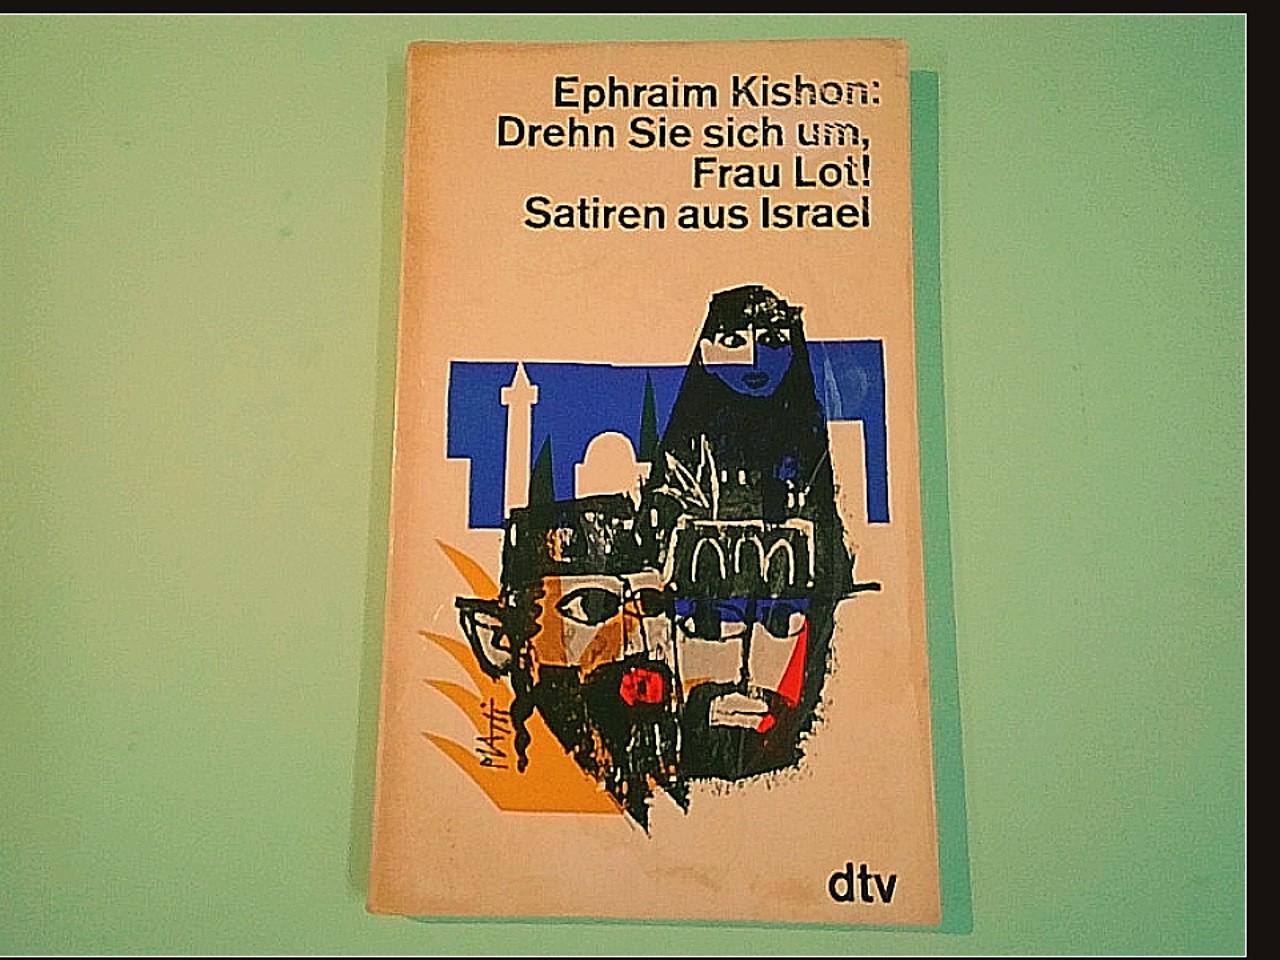 Ephraim Kishon:
Drehn Sie sich um,
Frau Lot!
Satiren aus Israel
dtv